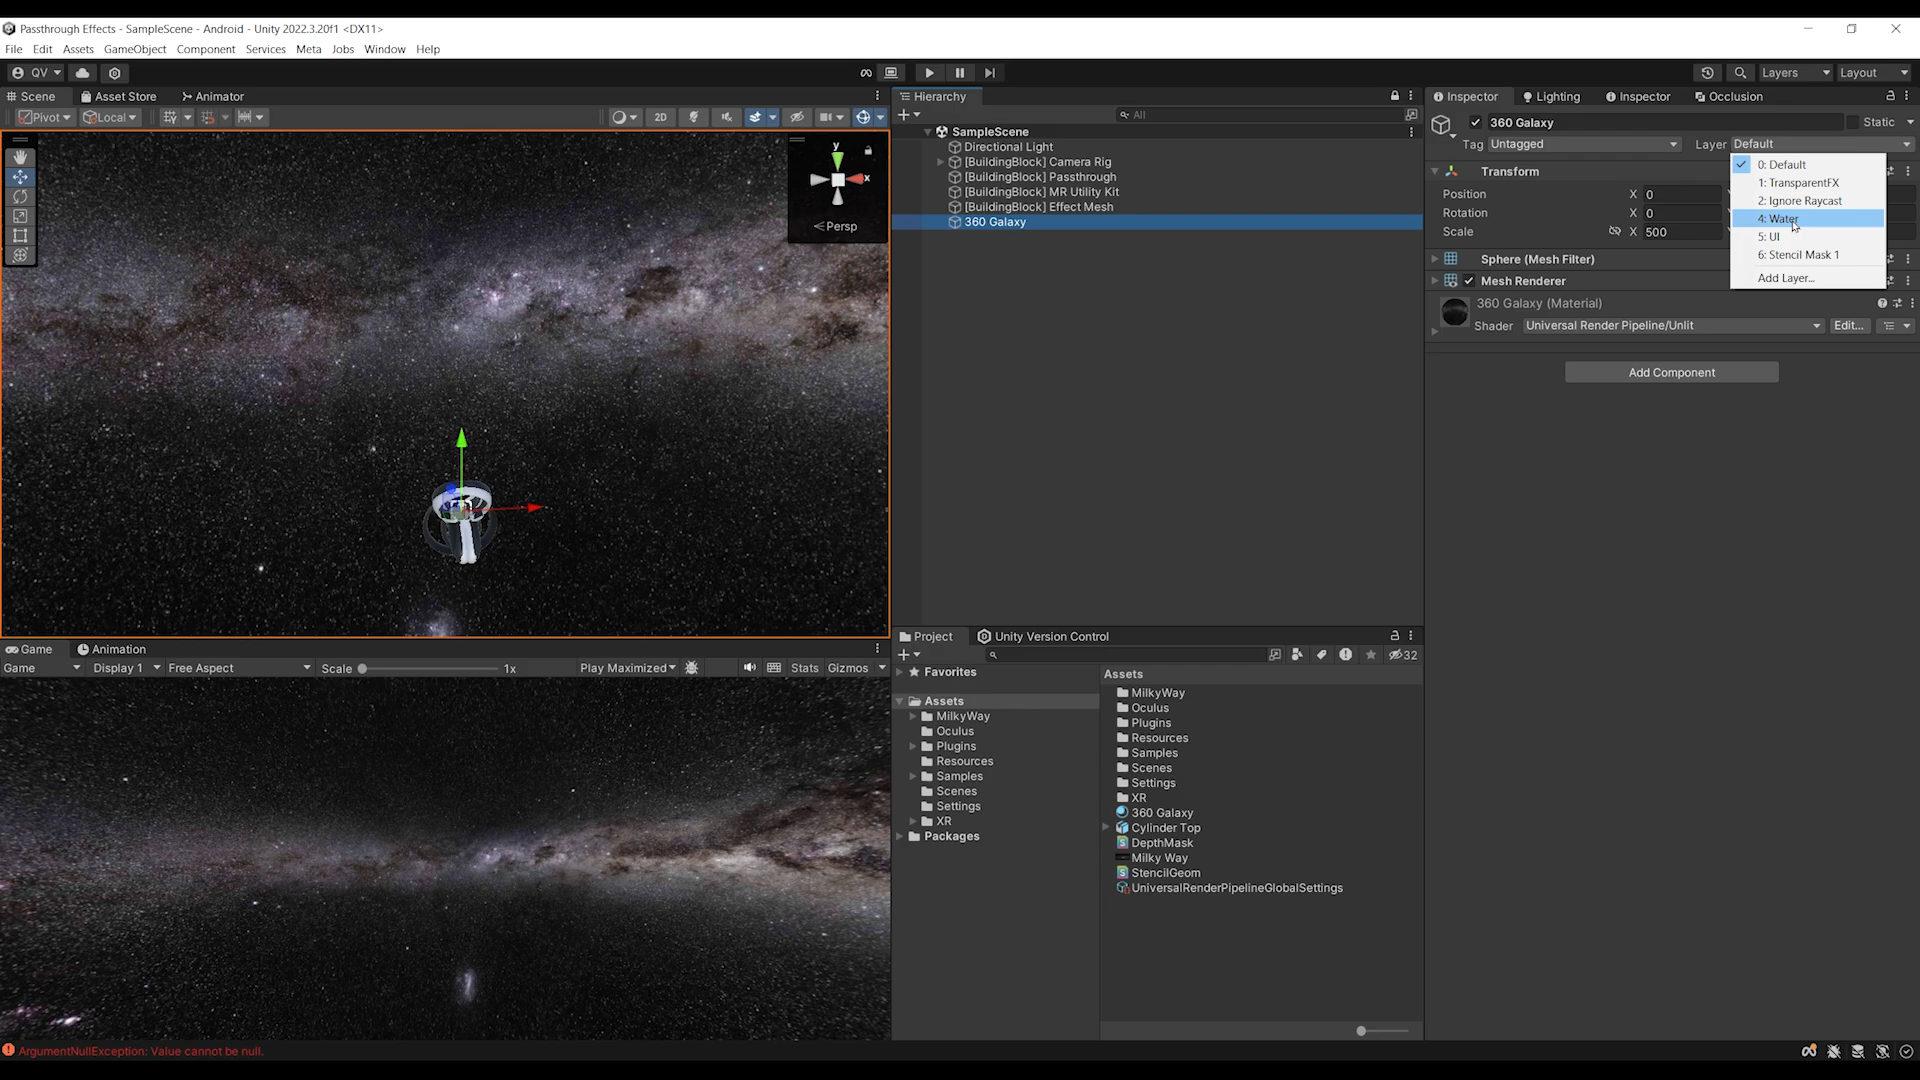 Passthrough Effects - SampleScene - Android - Unity 2022.3.20f1 <DX11>
File Edit Assets GameObject Component Services Meta Jobs Window Help
QV Layers Layout
Scene Asset Store Animator
Pivot Local 2D
y
x
Persp
Game Animation
Game Display 1 Free Aspect Scale 1x Play Maximized Stats Gizmos
Hierarchy
All
SampleScene
Directional Light
[BuildingBlock] Camera Rig
[BuildingBlock] Passthrough
[BuildingBlock] MR Utility Kit
[BuildingBlock] Effect Mesh
360 Galaxy
Project Unity Version Control
32
Favorites
Assets
MilkyWay
Oculus
Plugins
Resources
Samples
Scenes
Settings
XR
Packages
Assets
MilkyWay
Oculus
Plugins
Resources
Samples
Scenes
Settings
XR
360 Galaxy
Cylinder Top
DepthMask
Milky Way
StencilGeom
UniversalRenderPipelineGlobalSettings
Inspector Lighting Inspector Occlusion
360 Galaxy Static
Tag Untagged Layer Default
0: Default
1: TransparentFX
2: Ignore Raycast
4: Water
5: UI
6: Stencil Mask 1
Add Layer...
Transform
Position X 0
Rotation X 0
Scale X 500
Sphere (Mesh Filter)
Mesh Renderer
360 Galaxy (Material)
Shader Universal Render Pipeline/Unlit Edit...
Add Component
ArgumentNullException: Value cannot be null.